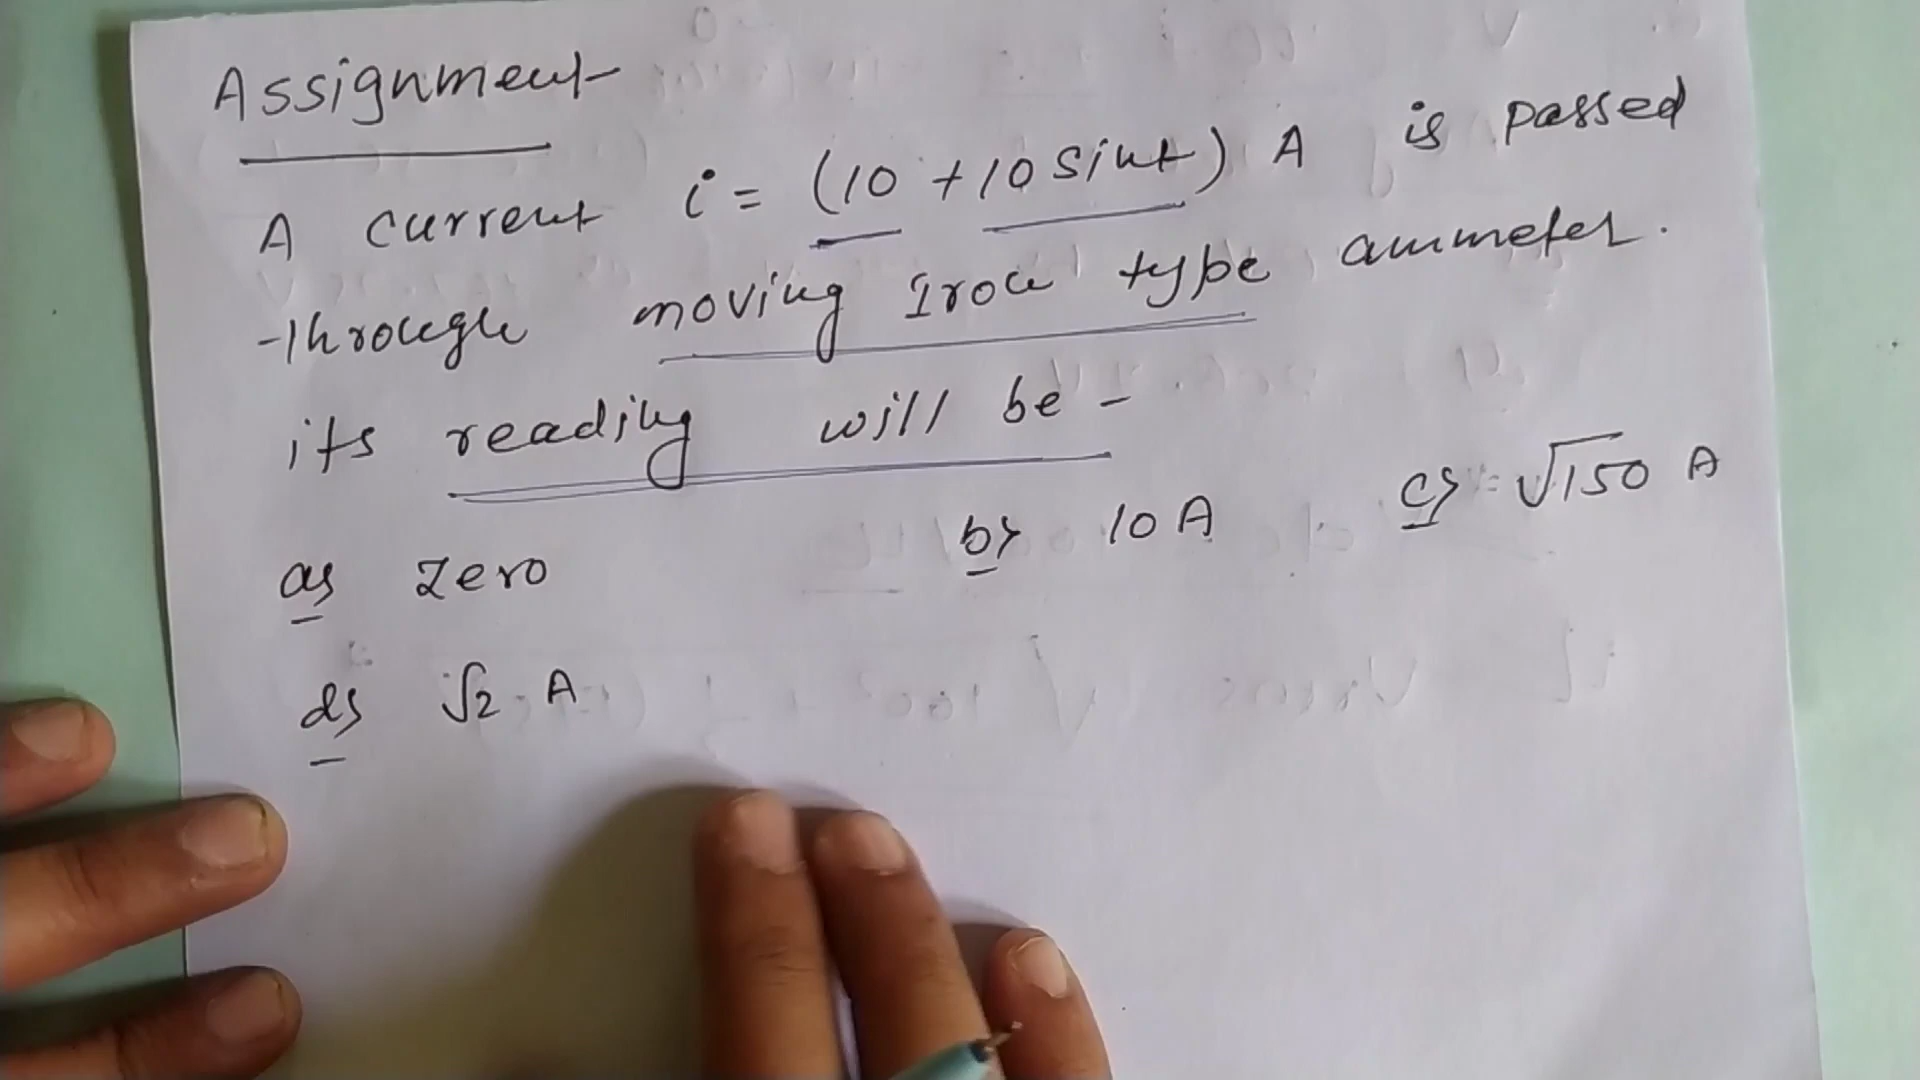 Assignment
A current i = (10 + 10 sint) A is passed
through moving Iron type ammeter.
its reading will be -
a> zero b> 10 A c> √150 A
d> √2 A